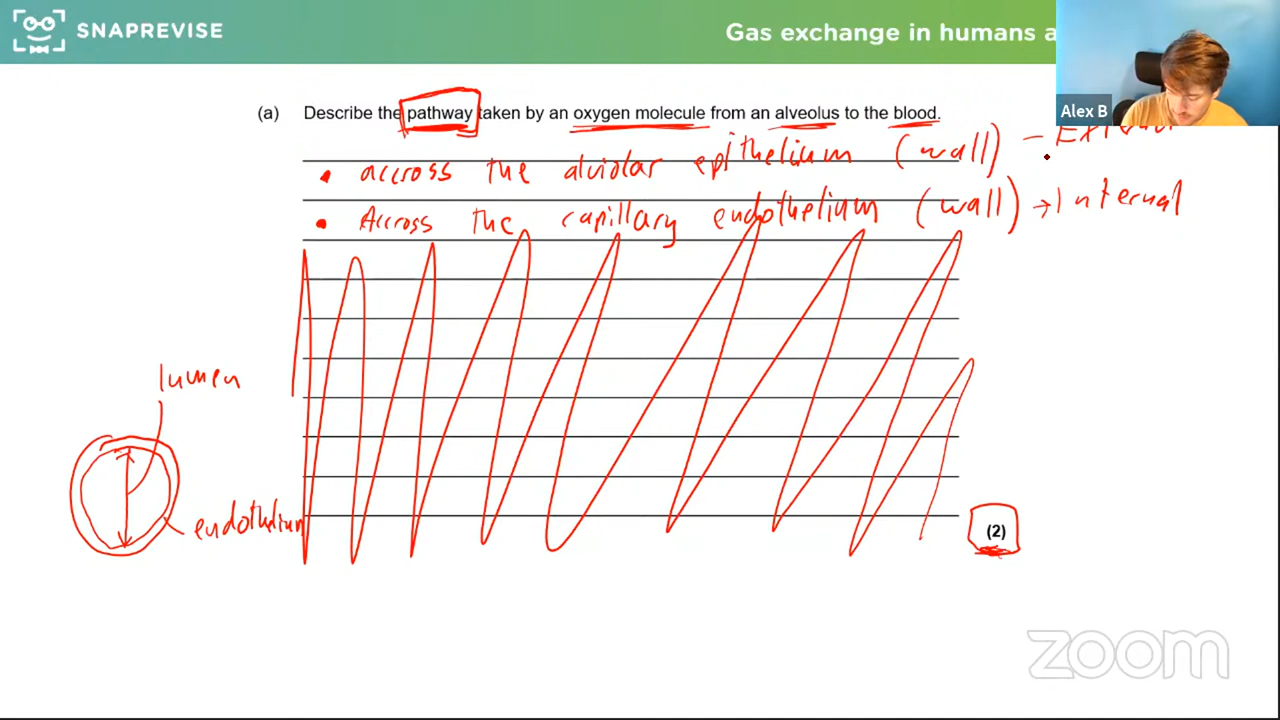 SNAPREVISE
Gas exchange in humans a
Alex B
(a) Describe the pathway taken by an oxygen molecule from an alveolus to the blood.
• accross the alviolar epithelium (wall) –
• Accross the capillary endothelium (wall) → Internal
lumen
endothelium
(2)
zoom